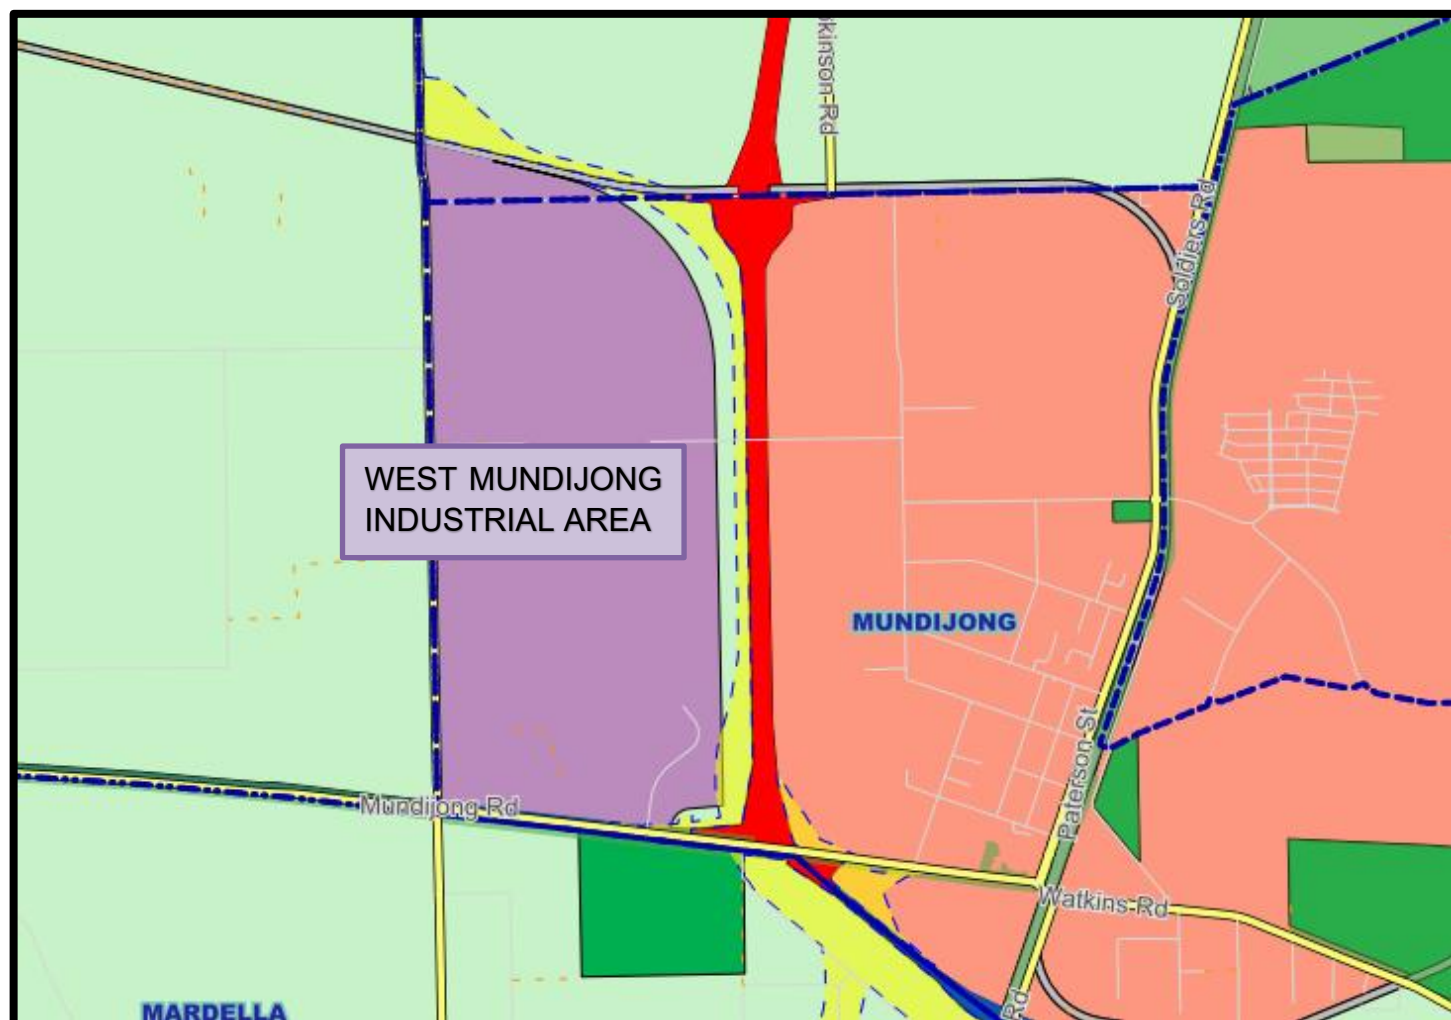 kinson Rd
Soldiers Rd
WEST MUNDIJONG
INDUSTRIAL AREA
MUNDIJONG
Paterson St
Mundijong Rd
Watkins Rd
Rd
MARDELLA